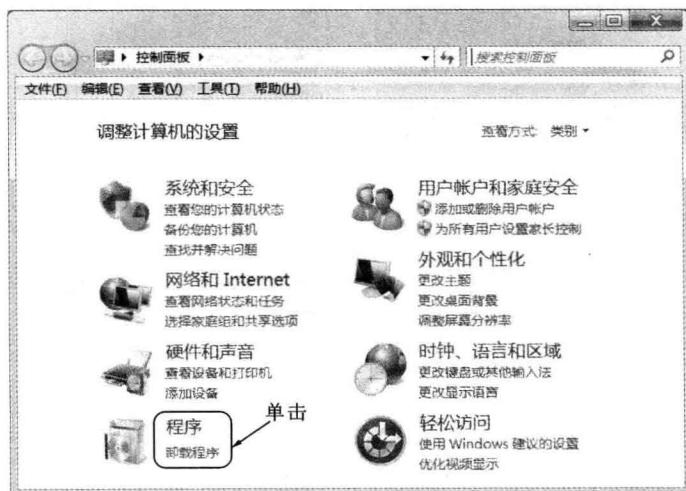 控制面板
搜索控制面板
文件(F) 编辑(E) 查看(V) 工具(T) 帮助(H)
调整计算机的设置
查看方式: 类别
系统和安全
查看您的计算机状态
备份您的计算机
查找并解决问题
网络和 Internet
查看网络状态和任务
选择家庭组和共享选项
硬件和声音
查看设备和打印机
添加设备
程序
卸载程序
单击
用户帐户和家庭安全
添加或删除用户帐户
为所有用户设置家长控制
外观和个性化
更改主题
更改桌面背景
调整屏幕分辨率
时钟、语言和区域
更改键盘或其他输入法
更改显示语言
轻松访问
使用 Windows 建议的设置
优化视频显示